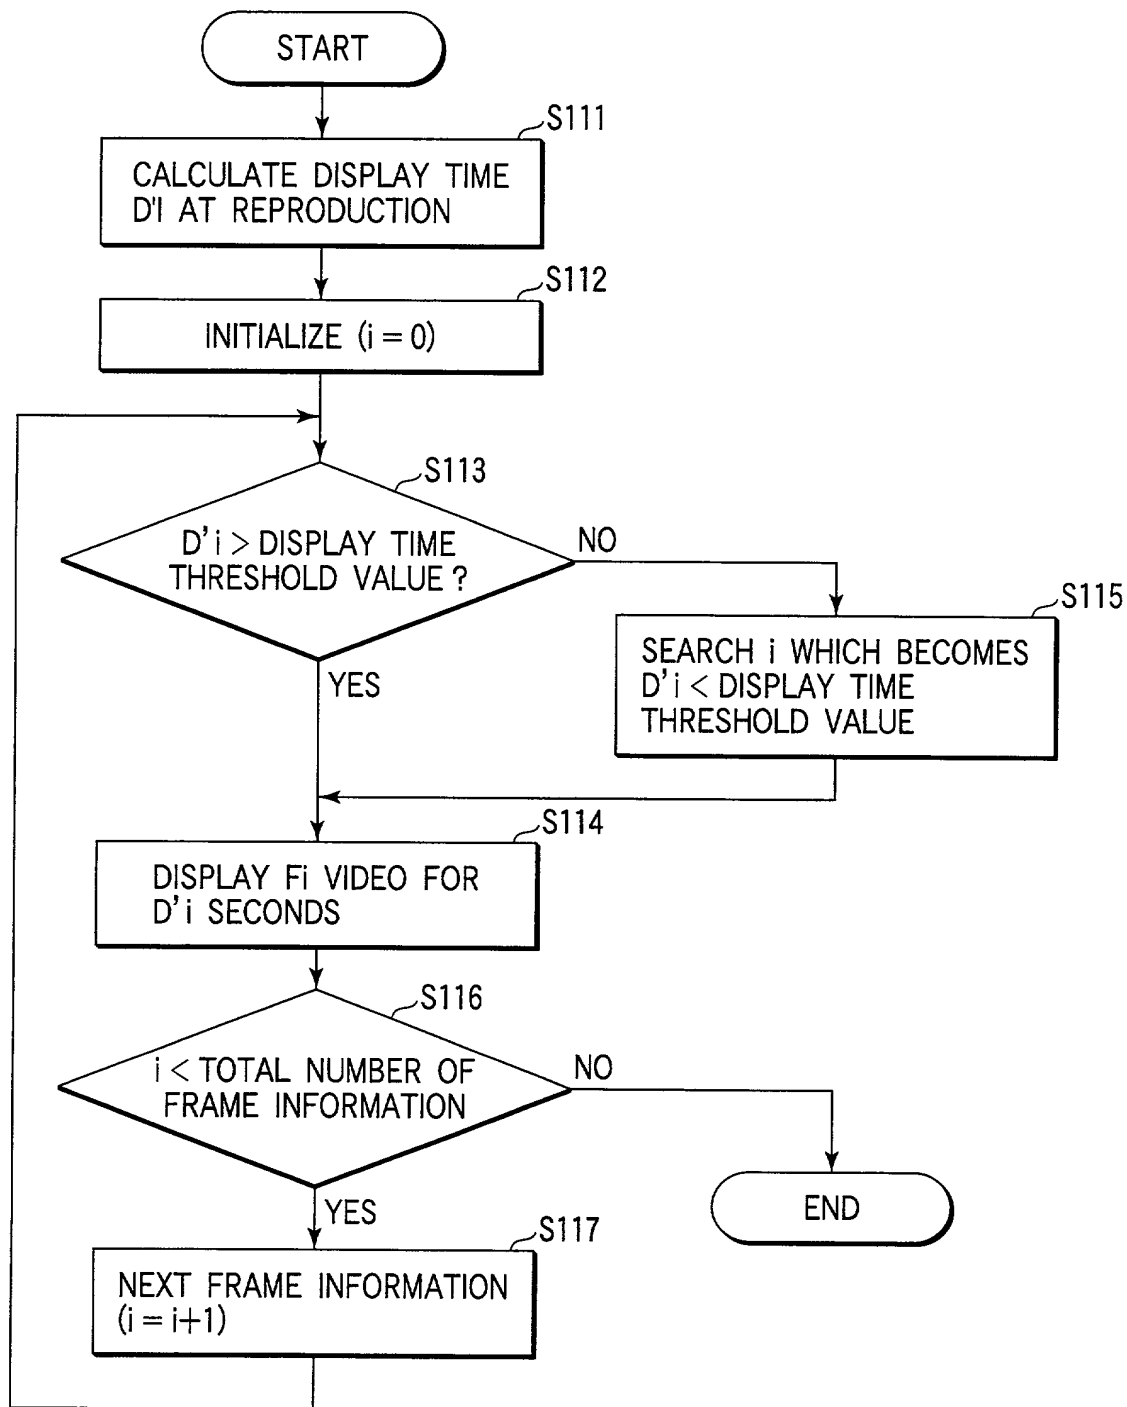 START
S111
CALCULATE DISPLAY TIME
D'I AT REPRODUCTION
S112
INITIALIZE (i = 0)
S113
D'i > DISPLAY TIME
THRESHOLD VALUE ?
NO
YES
S115
SEARCH i WHICH BECOMES
D'i < DISPLAY TIME
THRESHOLD VALUE
S114
DISPLAY Fi VIDEO FOR
D'i SECONDS
S116
i < TOTAL NUMBER OF
FRAME INFORMATION
NO
YES
END
S117
NEXT FRAME INFORMATION
(i = i+1)